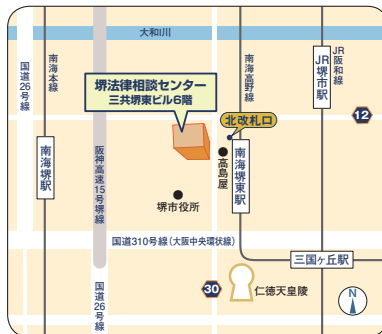 大和川
国道26号線
南海本線
南海高野線
JR阪和線
JR堺市駅
堺法律相談センター
三共堺東ビル6階
12
北改札口
南海堺駅
阪神高速15号堺線
高島屋
南海堺東駅
堺市役所
国道310号線(大阪中央環状線)
三国ヶ丘駅
国道26号線
30
仁徳天皇陵
N